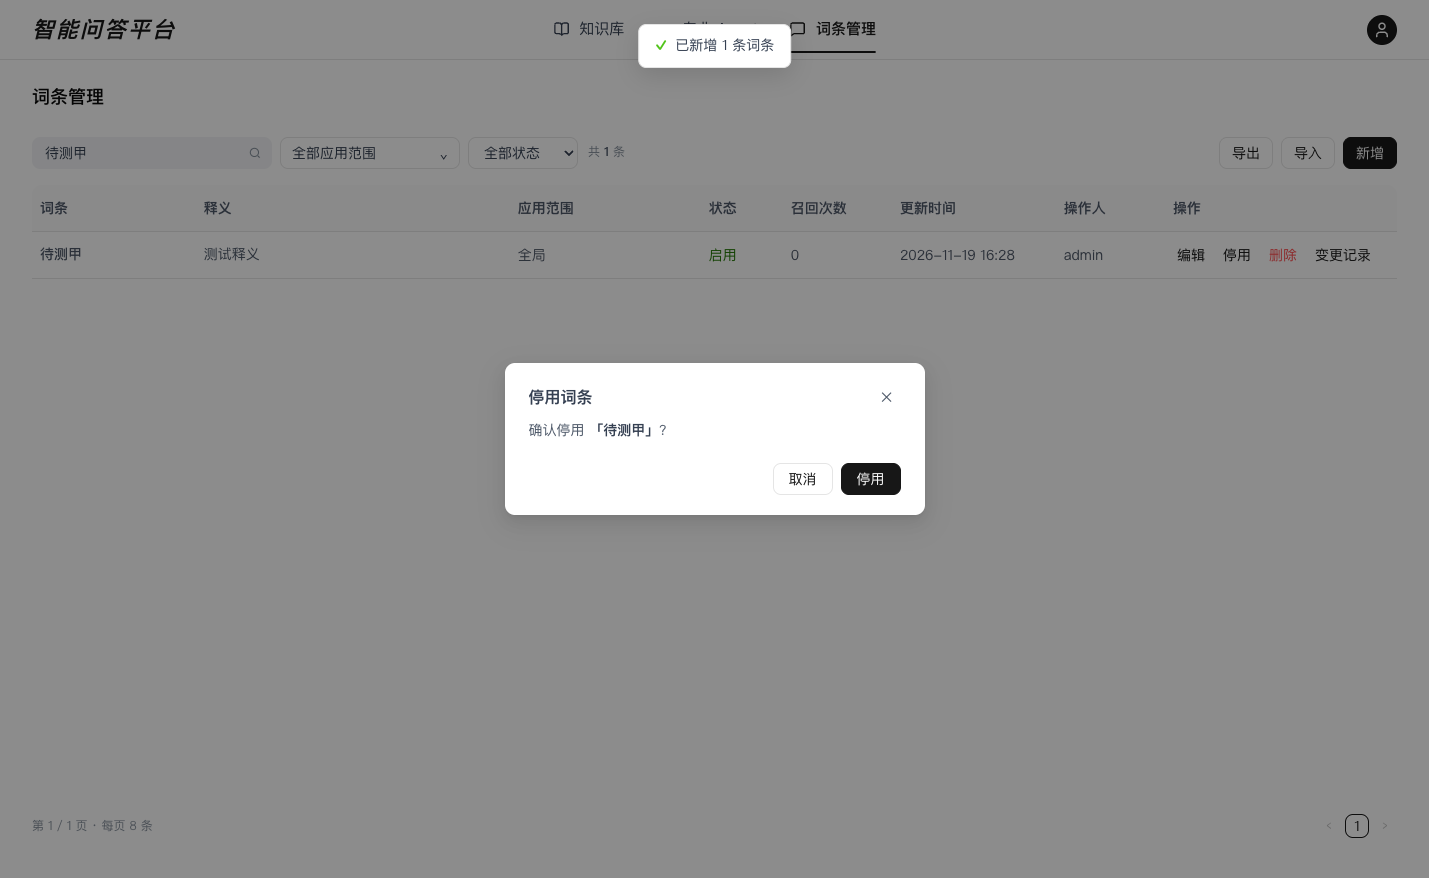 智能问答平台
知识库
词条管理
已新增 1 条词条
词条管理
待测甲
全部应用范围
全部状态
共 1 条
导出
导入
新增
词条 释义 应用范围 状态 召回次数 更新时间 操作人 操作
待测甲 测试释义 全局 启用 0 2026-11-19 16:28 admin 编辑 停用 删除 变更记录
停用词条
确认停用 「待测甲」?
取消
停用
第 1 / 1 页 · 每页 8 条
1